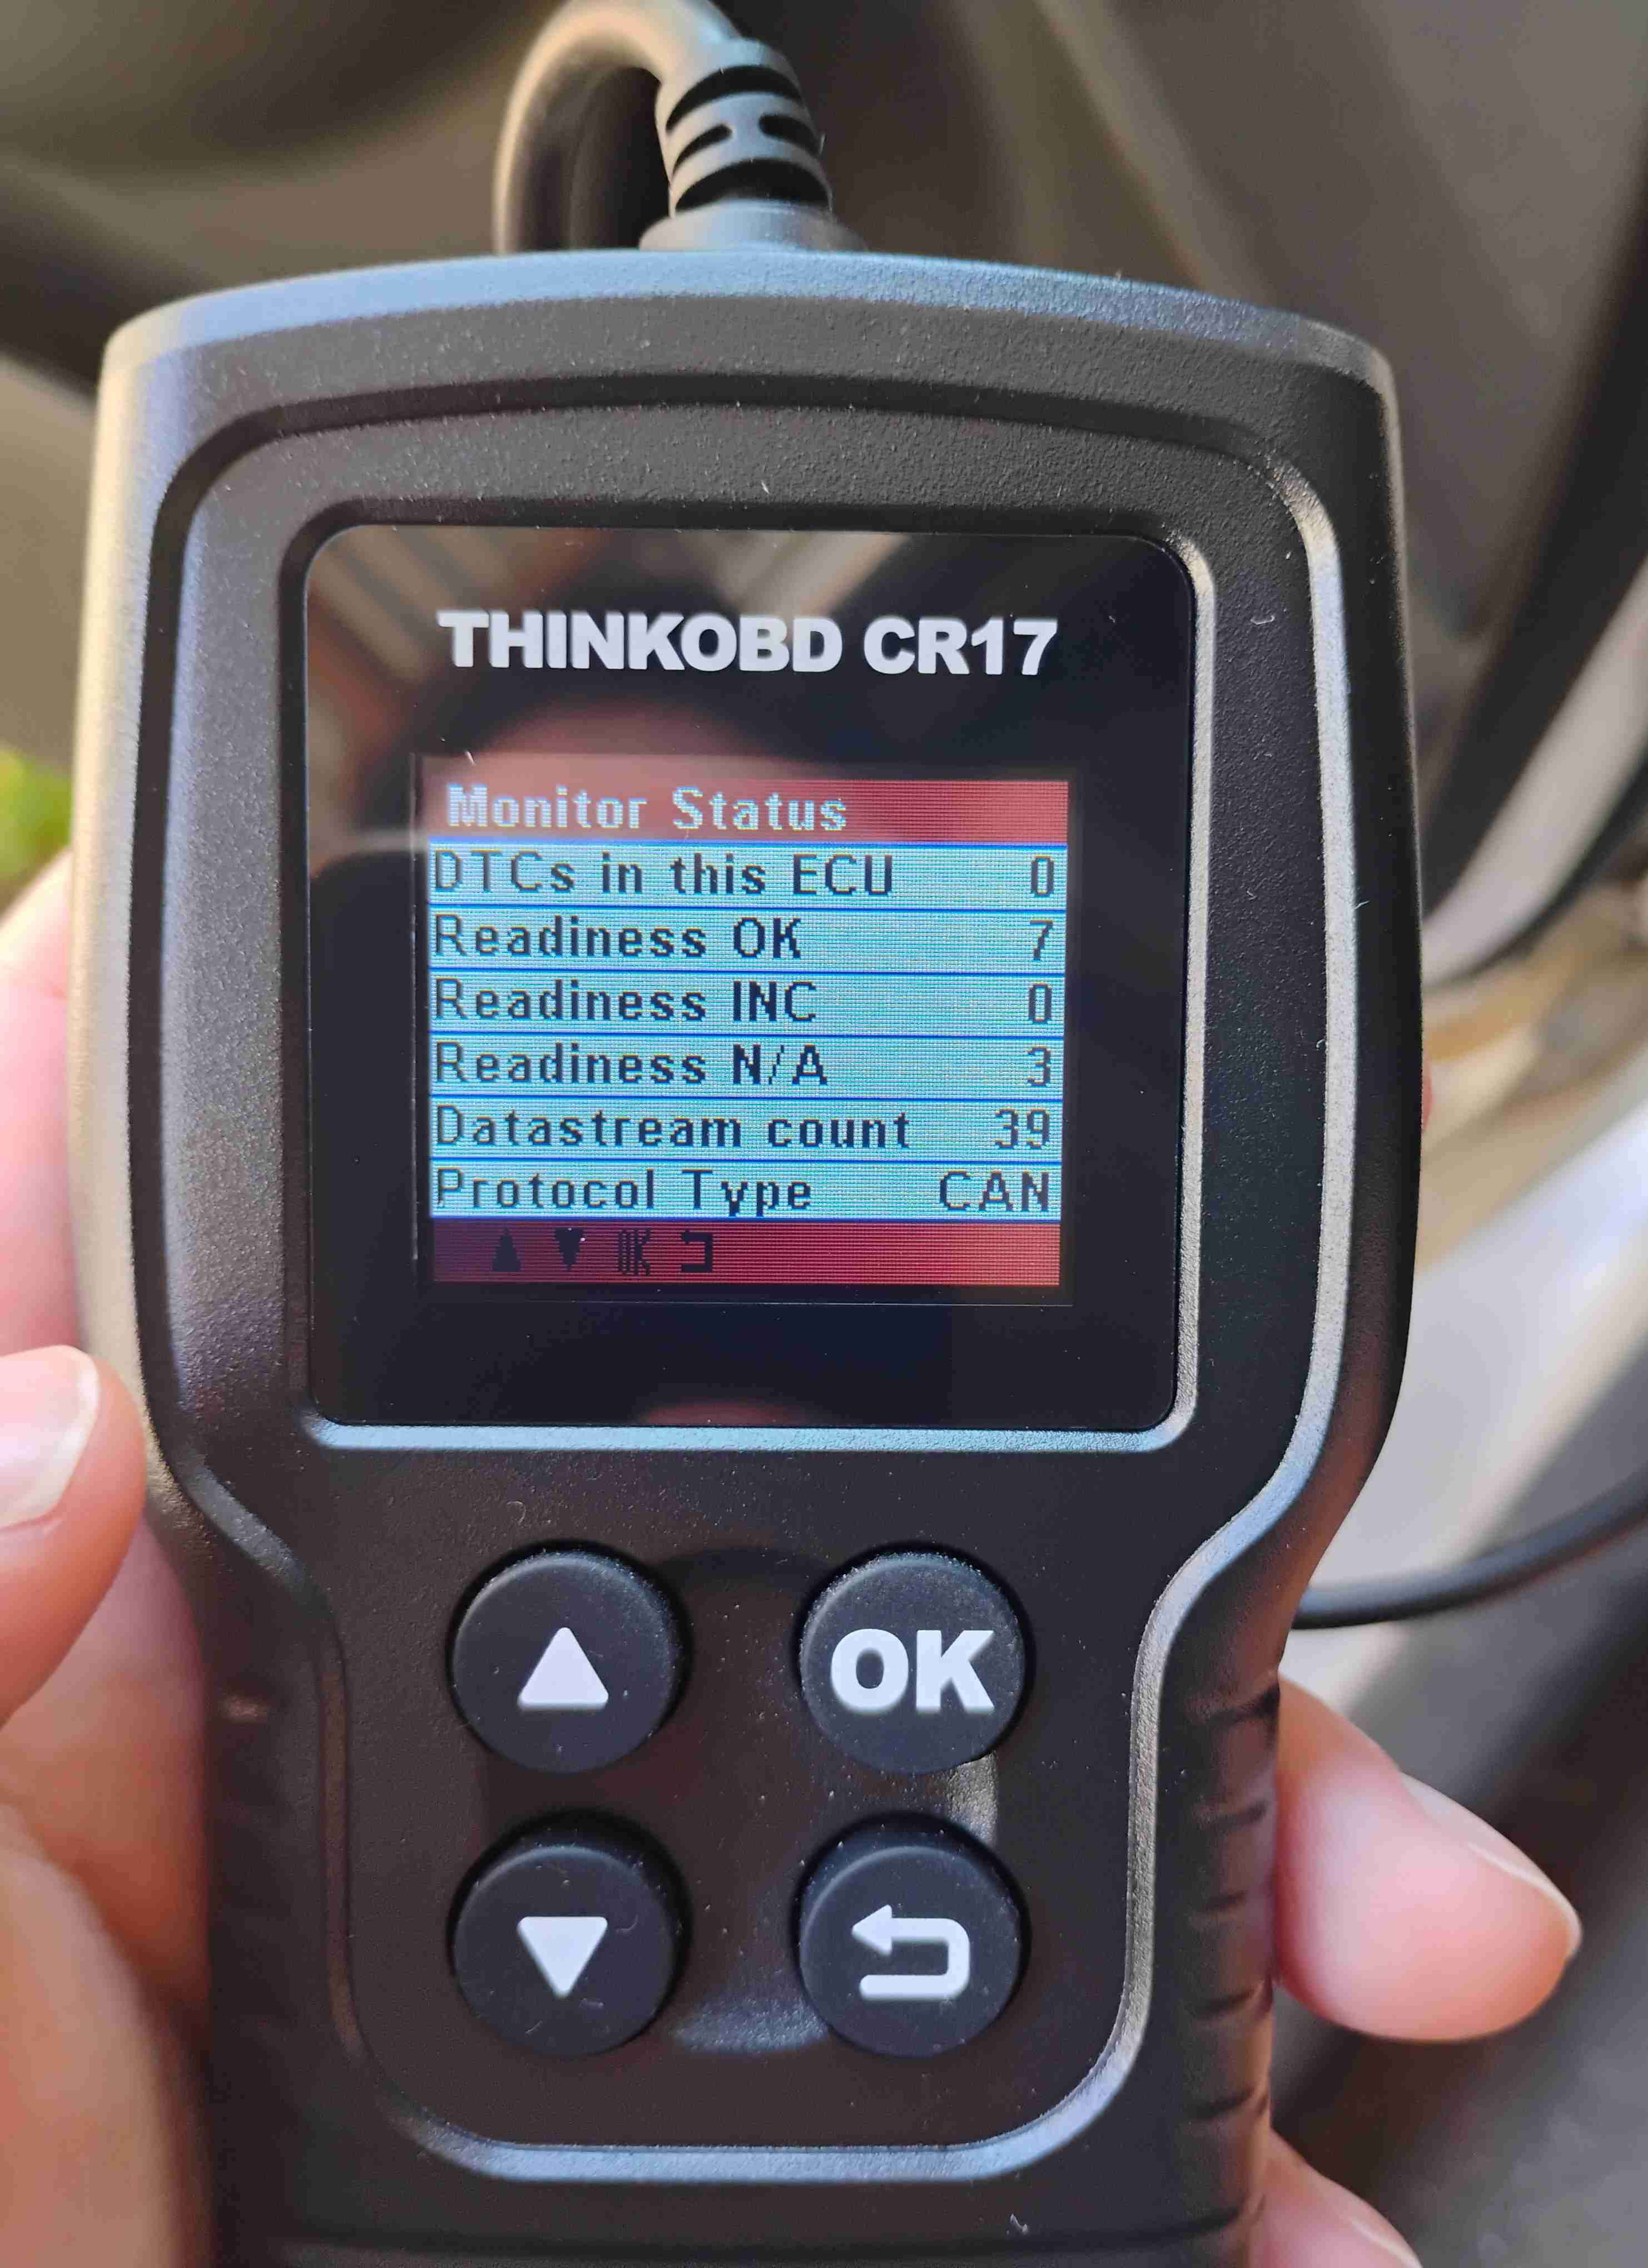 THINKOBD CR17
Monitor Status
DTCs in this ECU 0
Readiness OK 7
Readiness INC 0
Readiness N/A 3
Datastream count 39
Protocol Type CAN
OK
OK